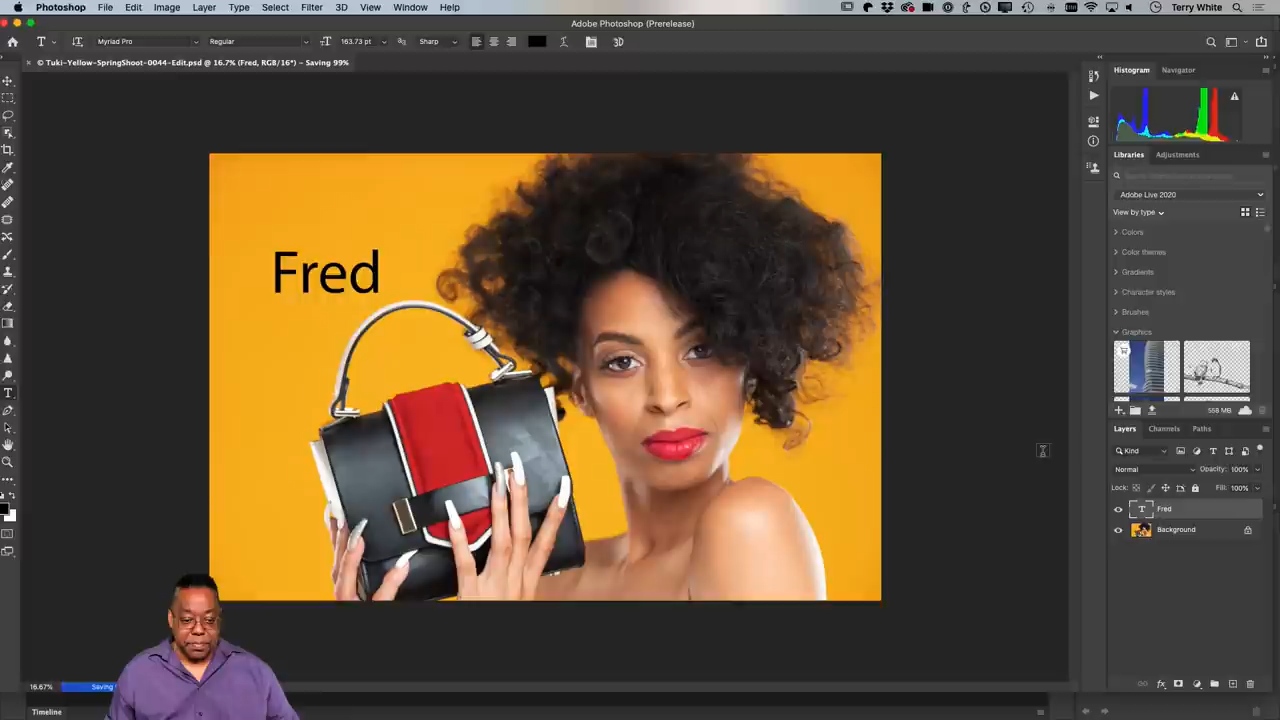 Photoshop File Edit Image Layer Type Select Filter 3D View Window Help Terry White
Adobe Photoshop (Prerelease)
Myriad Pro Regular 163.73 pt Sharp 3D
© Tuki-Yellow-SpringShoot-0044-Edit.psd @ 16.7% (Fred, RGB/16*) – Saving 99%
Histogram Navigator
Libraries Adjustments
Adobe Live 2020
View by type
Colors
Color themes
Gradients
Character styles
Brushes
Graphics
558 MB
Layers Channels Paths
Kind
Normal Opacity: 100%
Lock: Fill: 100%
T Fred
Background
Fred
16.67% Saving
Timeline